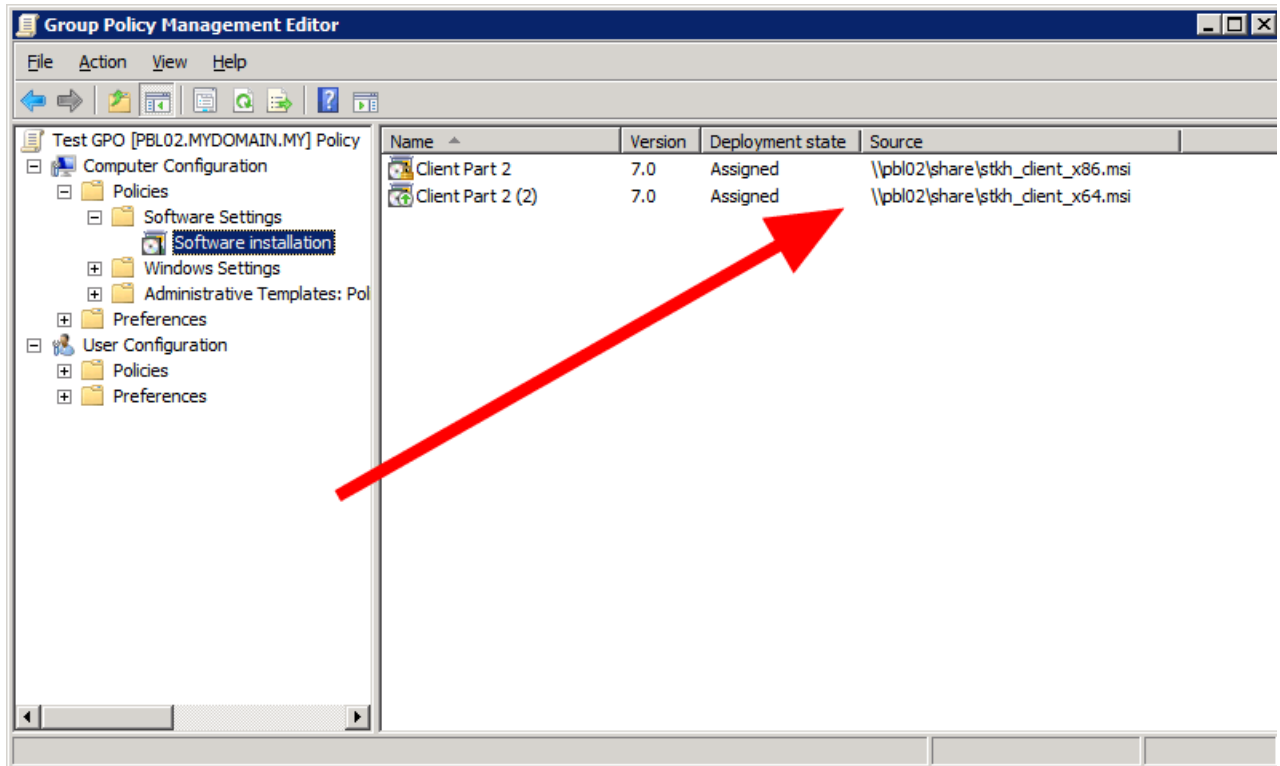 Group Policy Management Editor
File Action View Help
Test GPO [PBL02.MYDOMAIN.MY] Policy
Computer Configuration
Policies
Software Settings
Software installation
Windows Settings
Administrative Templates: Pol
Preferences
User Configuration
Policies
Preferences
Name Version Deployment state Source
Client Part 2 7.0 Assigned \\pbl02\share\stkh_client_x86.msi
Client Part 2 (2) 7.0 Assigned \\pbl02\share\stkh_client_x64.msi